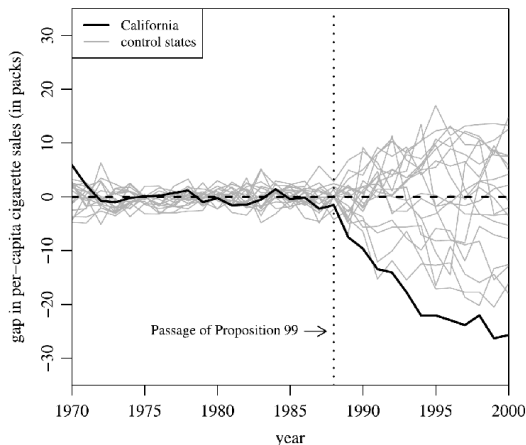 California
control states
gap in per−capita cigarette sales (in packs)
30
20
10
0
−10
−20
−30
Passage of Proposition 99
1970 1975 1980 1985 1990 1995 2000
year